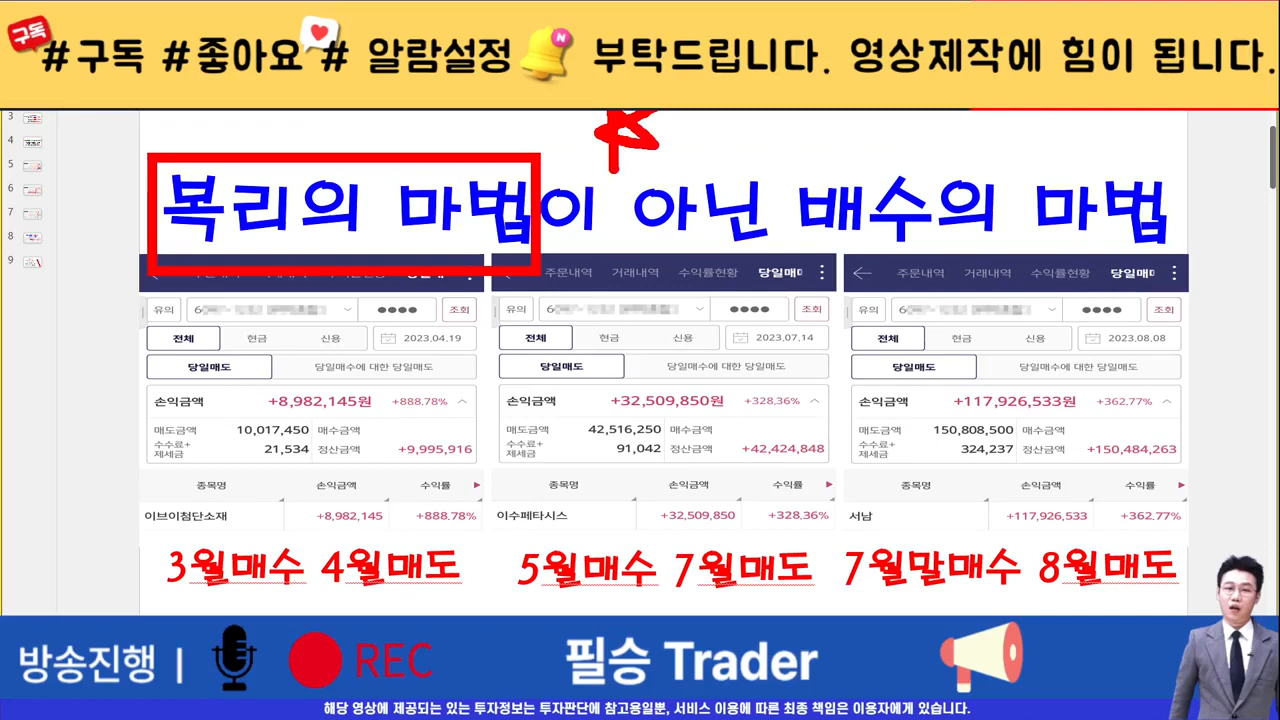 구독
#구독 #좋아요 # 알람설정 N 부탁드립니다. 영상제작에 힘이 됩니다.
3
4
5
6
7
8
9
복리의 마법이 아닌 배수의 마법
주문내역 거래내역 수익률현황 당일매
주문내역 거래내역 수익률현황 당일매
유의 6 ●●●● 조회
전체 현금 신용 2023.04.19
당일매도 당일매수에 대한 당일매도
손익금액 +8,982,145원 +888.78%
매도금액 10,017,450 매수금액
수수료+
제세금 21,534 정산금액 +9,995,916
종목명 손익금액 수익률
이브이첨단소재 +8,982,145 +888.78%
3월매수 4월매도
유의 6 ●●●● 조회
전체 현금 신용 2023.07.14
당일매도 당일매수에 대한 당일매도
손익금액 +32,509,850원 +328,36%
매도금액 42,516,250 매수금액
수수료+
제세금 91,042 정산금액 +42,424,848
종목명 손익금액 수익률
이수페타시스 +32,509,850 +328,36%
5월매수 7월매도
유의 6 ●●●● 조회
전체 현금 신용 2023.08.08
당일매도 당일매수에 대한 당일매도
손익금액 +117,926,533원 +362,77%
매도금액 150,808,500 매수금액
수수료+
제세금 324,237 정산금액 +150,484,263
종목명 손익금액 수익률
서남 +117,926,533 +362,77%
7월말매수 8월매도
방송진행 | REC 필승 Trader
해당 영상에 제공되는 있는 투자정보는 투자판단에 참고용일뿐, 서비스 이용에 따른 최종 책임은 이용자에게 있습니다.